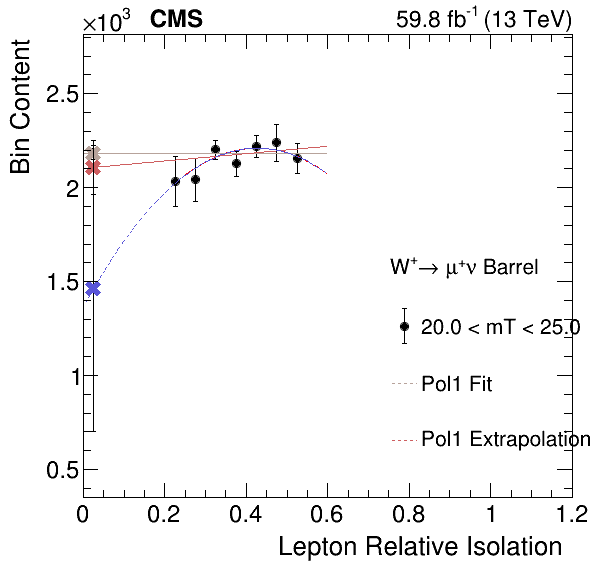 ×10³ CMS 59.8 fb⁻¹ (13 TeV)
Bin Content
2.5
2
1.5
1
0.5
W⁺→ μ⁺ν Barrel
20.0 < mT < 25.0
Pol1 Fit
Pol1 Extrapolation
0 0.2 0.4 0.6 0.8 1 1.2
Lepton Relative Isolation